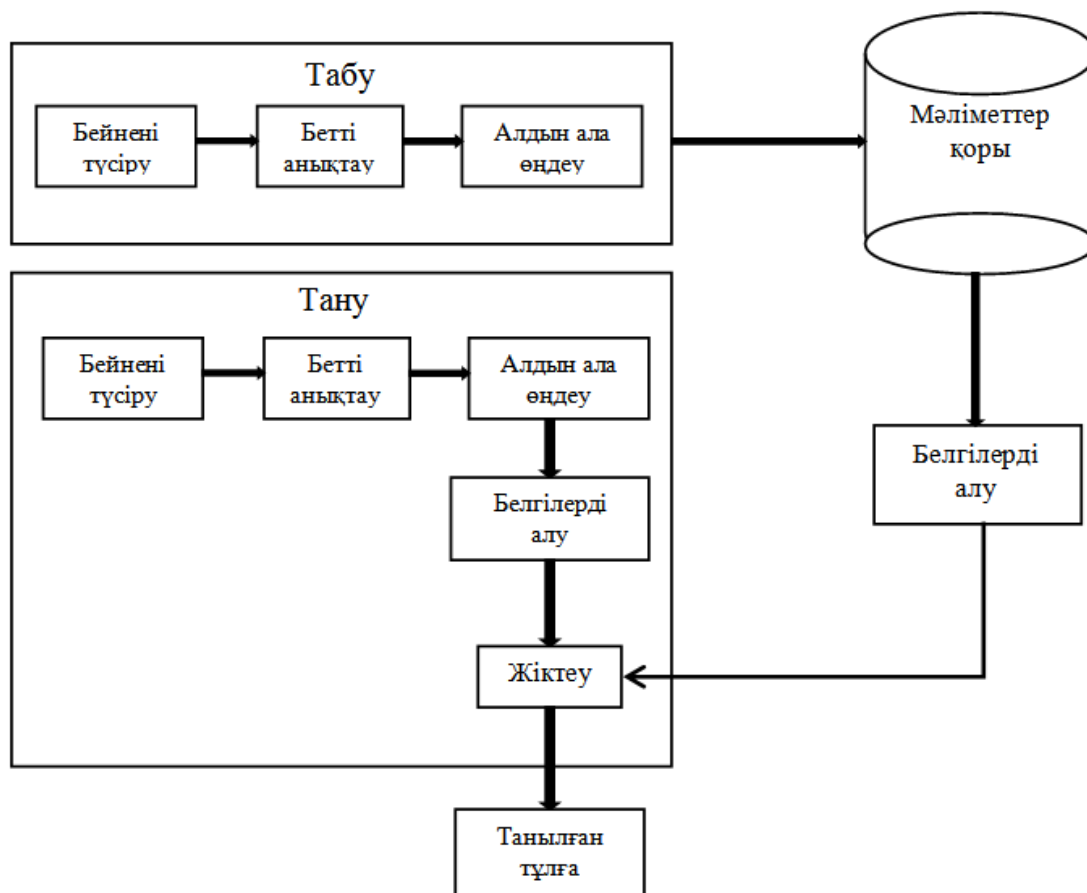 Табу
Бейнені
түсіру
Бетті
анықтау
Алдын ала
өңдеу
Мәліметтер
қоры
Тану
Бейнені
түсіру
Бетті
анықтау
Алдын ала
өңдеу
Белгілерді
алу
Белгілерді
алу
Жіктеу
Танылған
тұлға